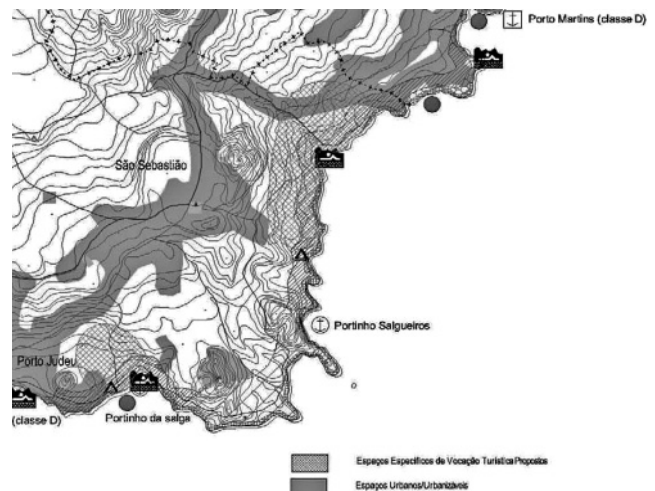 Porto Martins (classe D)
São Sebastião
Portinho Salgueiros
Porto Judeu
(classe D)
Portinho da salga
Espaços Específicos de Vocação Turística Propostos
Espaços Urbanos/Urbanizáveis